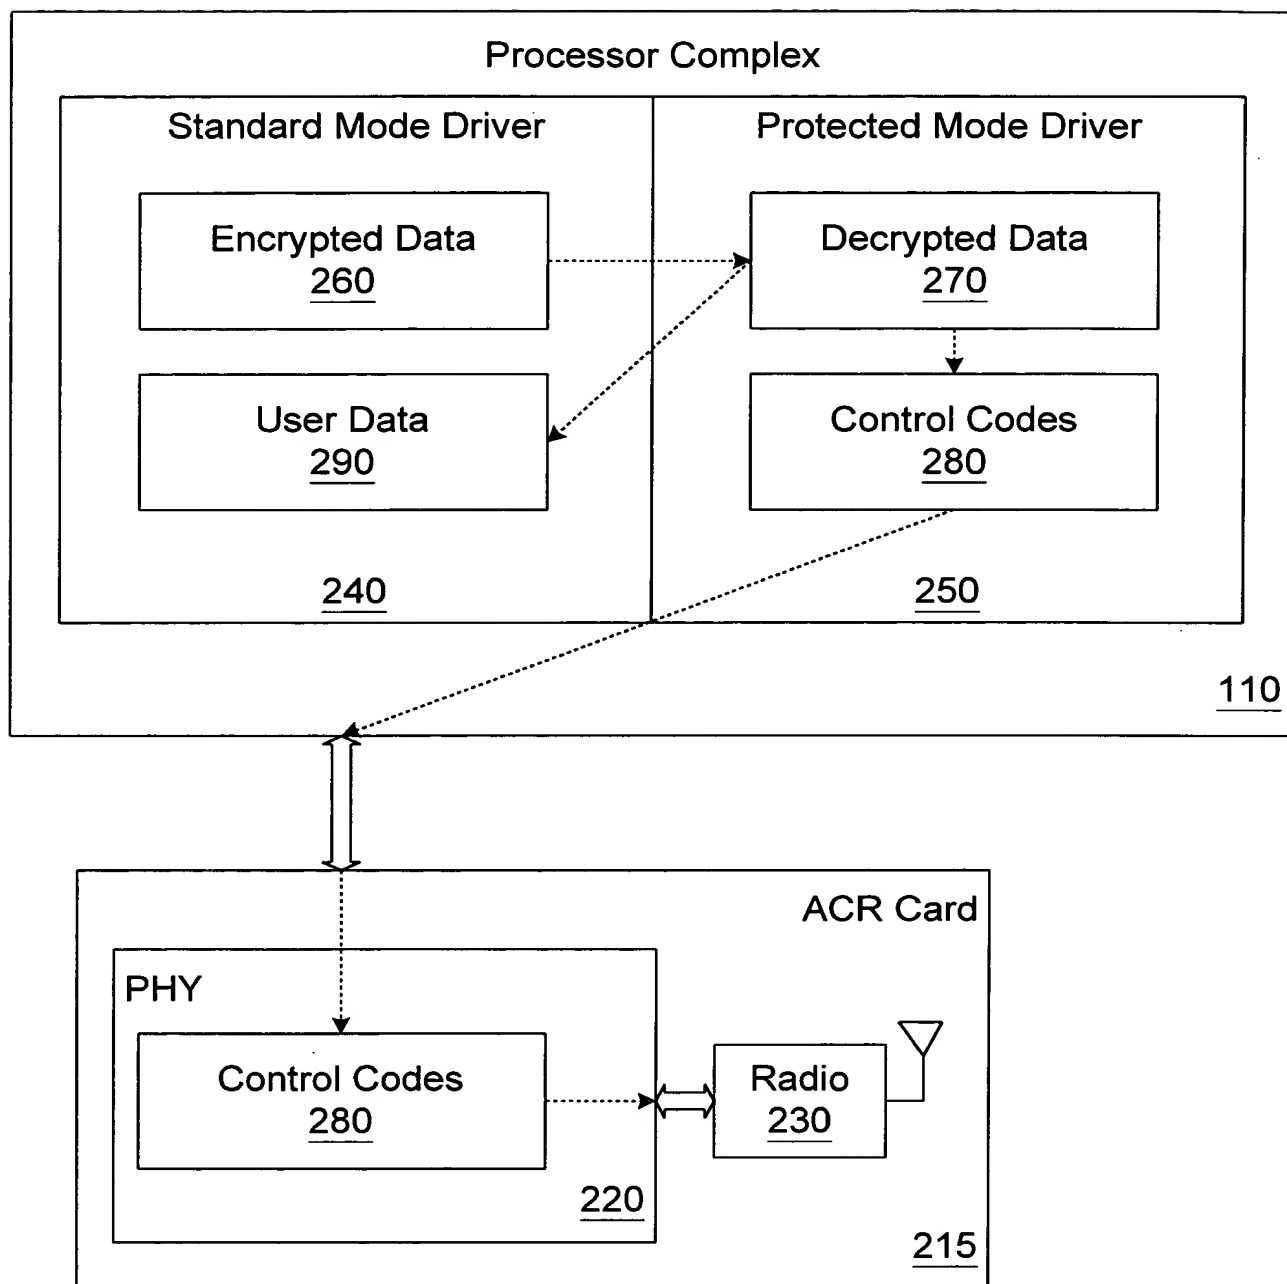 Processor Complex
Standard Mode Driver
Protected Mode Driver
Encrypted Data
260
Decrypted Data
270
User Data
290
Control Codes
280
240
250
110
ACR Card
PHY
Control Codes
280
Radio
230
220
215